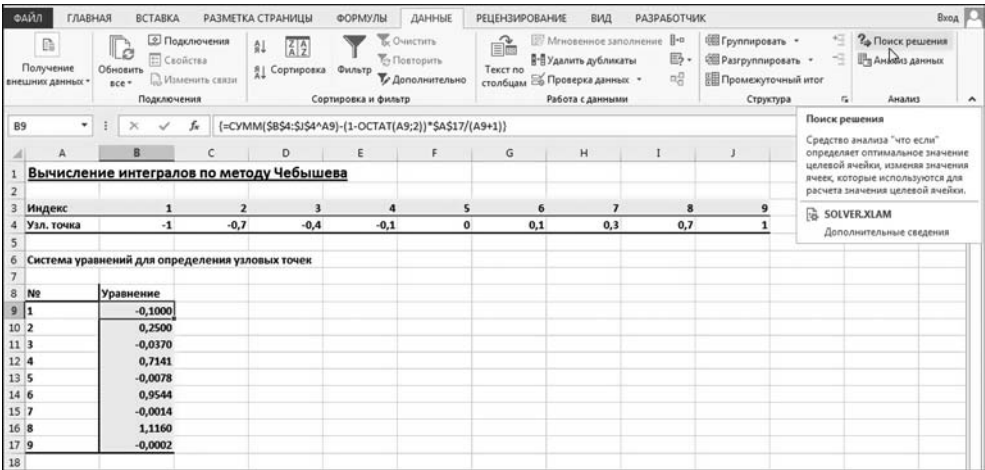 ФАЙЛ ГЛАВНАЯ ВСТАВКА РАЗМЕТКА СТРАНИЦЫ ФОРМУЛЫ ДАННЫЕ РЕЦЕНЗИРОВАНИЕ ВИД РАЗРАБОТЧИК Вход
Получение внешних данных
Обновить все
Подключения
Свойства
Изменить связи
Подключения
Сортировка
Фильтр
Очистить
Повторить
Дополнительно
Сортировка и фильтр
Текст по столбцам
Мгновенное заполнение
Удалить дубликаты
Проверка данных
Работа с данными
Группировать
Разгруппировать
Промежуточный итог
Структура
Поиск решения
Анализ данных
Анализ
B9 {=СУММ($B$4:$J$4^A9)-(1-ОСТАТ(A9;2))*$A$17/(A9+1)}
Поиск решения
Средство анализа "что если"
определяет оптимальное значение
целевой ячейки, изменяя значения
ячеек, которые используются для
расчета значения целевой ячейки.
SOLVER.XLAM
Дополнительные сведения
A B C D E F G H I J
1 Вычисление интегралов по методу Чебышева
2
3 Индекс 1 2 3 4 5 6 7 8 9
4 Узл. точка -1 -0,7 -0,4 -0,1 0 0,1 0,3 0,7 1
5
6 Система уравнений для определения узловых точек
7
8 № Уравнение
9 1 -0,1000
10 2 0,2500
11 3 -0,0370
12 4 0,7141
13 5 -0,0078
14 6 0,9544
15 7 -0,0014
16 8 1,1160
17 9 -0,0002
18